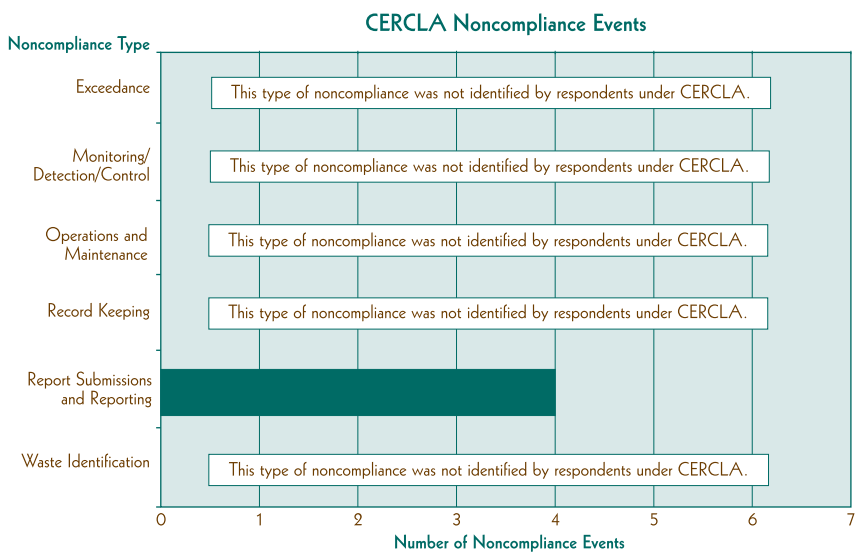 CERCLA Noncompliance Events
Noncompliance Type
Exceedance
This type of noncompliance was not identified by respondents under CERCLA.
Monitoring/
Detection/Control
This type of noncompliance was not identified by respondents under CERCLA.
Operations and
Maintenance
This type of noncompliance was not identified by respondents under CERCLA.
Record Keeping
This type of noncompliance was not identified by respondents under CERCLA.
Report Submissions
and Reporting
Waste Identification
This type of noncompliance was not identified by respondents under CERCLA.
0 1 2 3 4 5 6 7
Number of Noncompliance Events